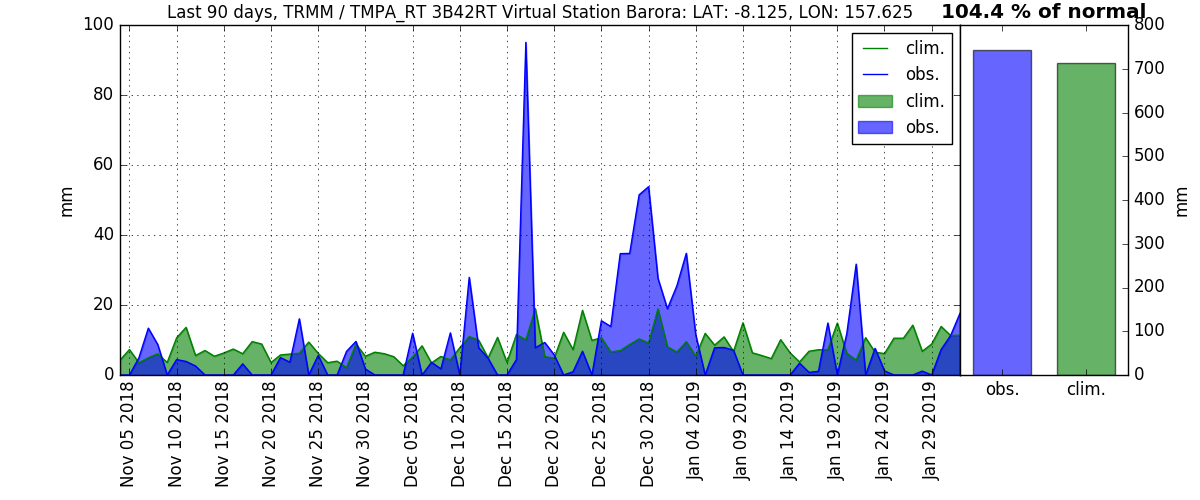 Last 90 days, TRMM / TMPA_RT 3B42RT Virtual Station Barora: LAT: -8.125, LON: 157.625
104.4 % of normal
100
80
60
40
20
0
mm
clim.
obs.
clim.
obs.
800
700
600
500
400
300
200
100
0
mm
obs.
clim.
Nov 05 2018
Nov 10 2018
Nov 15 2018
Nov 20 2018
Nov 25 2018
Nov 30 2018
Dec 05 2018
Dec 10 2018
Dec 15 2018
Dec 20 2018
Dec 25 2018
Dec 30 2018
Jan 04 2019
Jan 09 2019
Jan 14 2019
Jan 19 2019
Jan 24 2019
Jan 29 2019